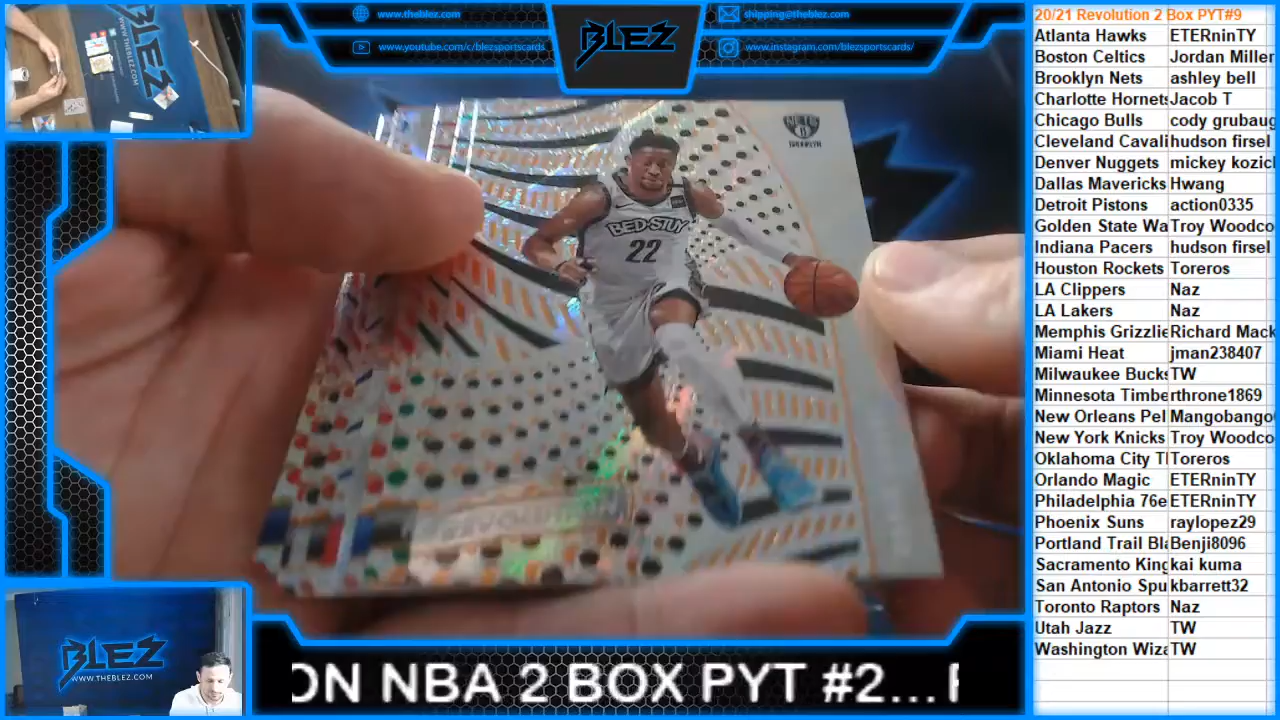 www.theblez.com
www.youtube.com/c/blezsportscards
BLEZ
shipping@theblez.com
www.instagram.com/blezsportscards/
20/21 Revolution 2 Box PYT#9
Atlanta Hawks ETERninTY
Boston Celtics Jordan Miller
Brooklyn Nets ashley bell
Charlotte Hornets Jacob T
Chicago Bulls cody grubaug
Cleveland Cavali hudson firsel
Denver Nuggets mickey kozic
Dallas Mavericks Hwang
Detroit Pistons action0335
Golden State Wa Troy Woodco
Indiana Pacers hudson firsel
Houston Rockets Toreros
LA Clippers Naz
LA Lakers Naz
Memphis Grizzlie Richard Mack
Miami Heat jman238407
Milwaukee Bucks TW
Minnesota Timbe rthrone1869
New Orleans Pel Mangobango
New York Knicks Troy Woodco
Oklahoma City T Toreros
Orlando Magic ETERninTY
Philadelphia 76e ETERninTY
Phoenix Suns raylopez29
Portland Trail Bla Benji8096
Sacramento King kai kuma
San Antonio Spu kbarrett32
Toronto Raptors Naz
Utah Jazz TW
Washington Wiza TW
NETS
B
BROOKLYN
BED-STUY
22
BLEZ
WWW.THEBLEZ.COM
BLEZ
WWW.THEBLEZ.COM
ON NBA 2 BOX PYT #2...